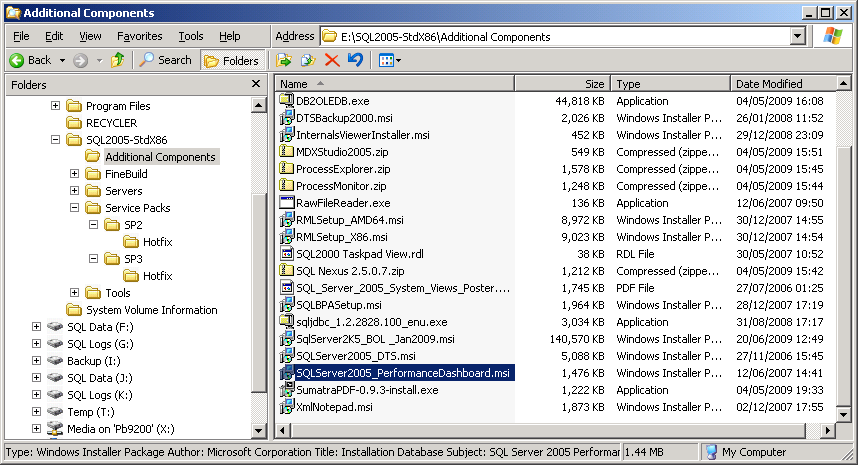 Additional Components
File Edit View Favorites Tools Help Address E:\SQL2005-StdX86\Additional Components
Back Search Folders
Folders
Program Files
RECYCLER
SQL2005-StdX86
Additional Components
FineBuild
Servers
Service Packs
SP2
Hotfix
SP3
Hotfix
Tools
System Volume Information
SQL Data (F:)
SQL Logs (G:)
Backup (I:)
SQL Data (J:)
SQL Logs (K:)
Temp (T:)
Media on 'Pb9200' (X:)
Name Size Type Date Modified
DB2OLEDB.exe 44,818 KB Application 04/05/2009 16:08
DTSBackup2000.msi 2,026 KB Windows Installer P... 26/01/2008 11:52
InternalsViewerInstaller.msi 452 KB Windows Installer P... 29/12/2008 23:09
MDXStudio2005.zip 549 KB Compressed (zippe... 04/05/2009 15:51
ProcessExplorer.zip 1,578 KB Compressed (zippe... 04/05/2009 15:45
ProcessMonitor.zip 1,248 KB Compressed (zippe... 04/05/2009 15:44
RawFileReader.exe 136 KB Application 12/06/2007 09:50
RMLSetup_AMD64.msi 8,972 KB Windows Installer P... 30/12/2007 14:55
RMLSetup_X86.msi 9,023 KB Windows Installer P... 30/12/2007 14:54
SQL2000 Taskpad View.rdl 38 KB RDL File 30/05/2007 10:52
SQL Nexus 2.5.0.7.zip 1,212 KB Compressed (zippe... 04/05/2009 15:42
SQL_Server_2005_System_Views_Poster.... 1,745 KB PDF File 27/07/2006 01:25
SQLBPASetup.msi 1,964 KB Windows Installer P... 28/12/2007 17:19
sqljdbc_1.2.2828.100_enu.exe 3,034 KB Application 31/08/2008 17:17
SqlServer2K5_BOL_Jan2009.msi 140,570 KB Windows Installer P... 20/06/2009 12:49
SQLServer2005_DTS.msi 5,088 KB Windows Installer P... 27/11/2006 15:45
SQLServer2005_PerformanceDashboard.msi 1,476 KB Windows Installer P... 12/06/2007 14:41
SumatraPDF-0.9.3-install.exe 1,222 KB Application 04/05/2009 19:33
XmlNotepad.msi 1,873 KB Windows Installer P... 02/12/2007 17:55
Type: Windows Installer Package Author: Microsoft Corporation Title: Installation Database Subject: SQL Server 2005 Performar 1.44 MB My Computer